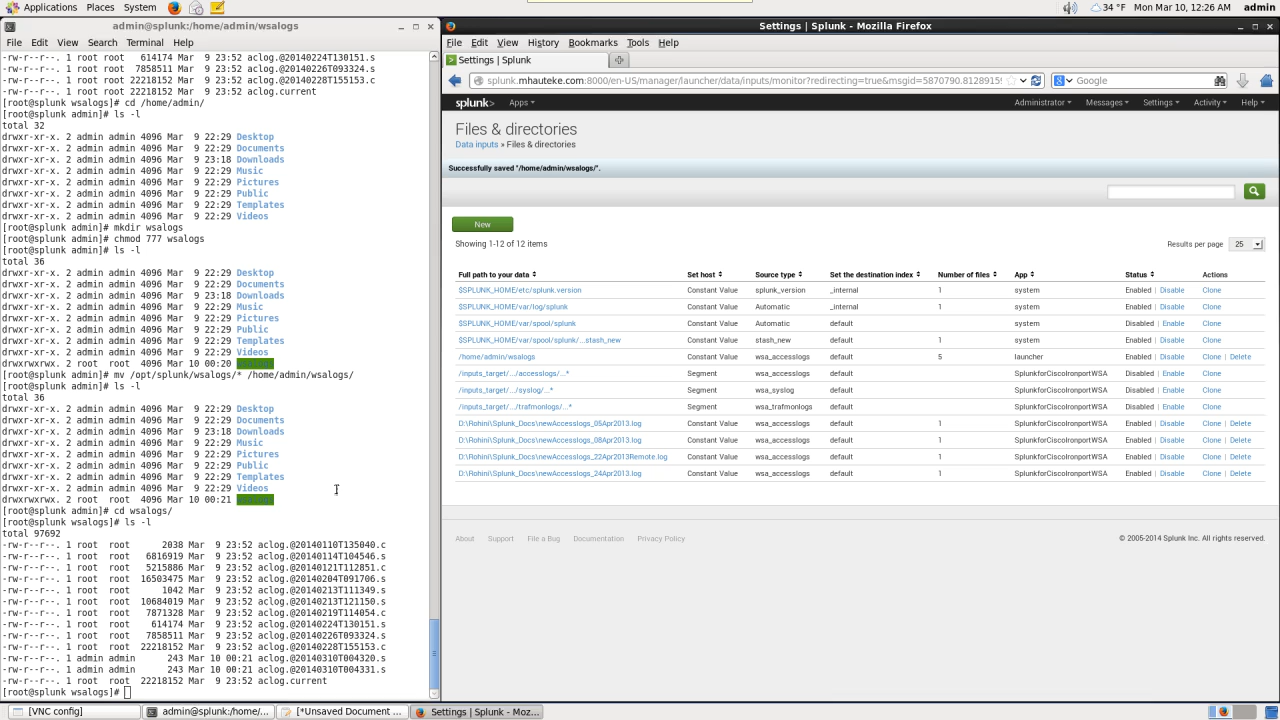 Applications Places System 34 °F Mon Mar 10, 12:26 AM admin
admin@splunk:/home/admin/wsalogs
File Edit View Search Terminal Help
-rw-r--r--. 1 root root 614174 Mar 9 23:52 aclog.@20140224T130151.s
-rw-r--r--. 1 root root 7858511 Mar 9 23:52 aclog.@20140226T093324.s
-rw-r--r--. 1 root root 22218152 Mar 9 23:52 aclog.@20140228T155153.c
-rw-r--r--. 1 root root 22218152 Mar 9 23:52 aclog.current
[root@splunk wsalogs]# cd /home/admin/
[root@splunk admin]# ls -l
total 32
drwxr-xr-x. 2 admin admin 4096 Mar 9 22:29 Desktop
drwxr-xr-x. 2 admin admin 4096 Mar 9 22:29 Documents
drwxr-xr-x. 2 admin admin 4096 Mar 9 23:18 Downloads
drwxr-xr-x. 2 admin admin 4096 Mar 9 22:29 Music
drwxr-xr-x. 2 admin admin 4096 Mar 9 22:29 Pictures
drwxr-xr-x. 2 admin admin 4096 Mar 9 22:29 Public
drwxr-xr-x. 2 admin admin 4096 Mar 9 22:29 Templates
drwxr-xr-x. 2 admin admin 4096 Mar 9 22:29 Videos
[root@splunk admin]# mkdir wsalogs
[root@splunk admin]# chmod 777 wsalogs
[root@splunk admin]# ls -l
total 36
drwxr-xr-x. 2 admin admin 4096 Mar 9 22:29 Desktop
drwxr-xr-x. 2 admin admin 4096 Mar 9 22:29 Documents
drwxr-xr-x. 2 admin admin 4096 Mar 9 23:18 Downloads
drwxr-xr-x. 2 admin admin 4096 Mar 9 22:29 Music
drwxr-xr-x. 2 admin admin 4096 Mar 9 22:29 Pictures
drwxr-xr-x. 2 admin admin 4096 Mar 9 22:29 Public
drwxr-xr-x. 2 admin admin 4096 Mar 9 22:29 Templates
drwxr-xr-x. 2 admin admin 4096 Mar 9 22:29 Videos
drwxrwxrwx. 2 root root 4096 Mar 10 00:20
[root@splunk admin]# mv /opt/splunk/wsalogs/* /home/admin/wsalogs/
[root@splunk admin]# ls -l
total 36
drwxr-xr-x. 2 admin admin 4096 Mar 9 22:29 Desktop
drwxr-xr-x. 2 admin admin 4096 Mar 9 22:29 Documents
drwxr-xr-x. 2 admin admin 4096 Mar 9 23:18 Downloads
drwxr-xr-x. 2 admin admin 4096 Mar 9 22:29 Music
drwxr-xr-x. 2 admin admin 4096 Mar 9 22:29 Pictures
drwxr-xr-x. 2 admin admin 4096 Mar 9 22:29 Public
drwxr-xr-x. 2 admin admin 4096 Mar 9 22:29 Templates
drwxr-xr-x. 2 admin admin 4096 Mar 9 22:29 Videos
drwxrwxrwx. 2 root root 4096 Mar 10 00:21
[root@splunk admin]# cd wsalogs/
[root@splunk wsalogs]# ls -l
total 97692
-rw-r--r--. 1 root root 2038 Mar 9 23:52 aclog.@20140110T135040.c
-rw-r--r--. 1 root root 6816919 Mar 9 23:52 aclog.@20140114T104546.s
-rw-r--r--. 1 root root 5215886 Mar 9 23:52 aclog.@20140121T112851.c
-rw-r--r--. 1 root root 16503475 Mar 9 23:52 aclog.@20140204T091706.s
-rw-r--r--. 1 root root 1042 Mar 9 23:52 aclog.@20140213T111349.s
-rw-r--r--. 1 root root 10684019 Mar 9 23:52 aclog.@20140213T121150.s
-rw-r--r--. 1 root root 7871328 Mar 9 23:52 aclog.@20140219T114054.c
-rw-r--r--. 1 root root 614174 Mar 9 23:52 aclog.@20140224T130151.s
-rw-r--r--. 1 root root 7858511 Mar 9 23:52 aclog.@20140226T093324.s
-rw-r--r--. 1 root root 22218152 Mar 9 23:52 aclog.@20140228T155153.c
-rw-r--r--. 1 admin admin 243 Mar 10 00:21 aclog.@20140310T004320.s
-rw-r--r--. 1 admin admin 243 Mar 10 00:21 aclog.@20140310T004331.s
-rw-r--r--. 1 root root 22218152 Mar 9 23:52 aclog.current
[root@splunk wsalogs]#
Settings | Splunk - Mozilla Firefox
File Edit View History Bookmarks Tools Help
Settings | Splunk
splunk.mhauteke.com:8000/en-US/manager/launcher/data/inputs/monitor?redirecting=true&msgid=5870790.8128915 Google
splunk> Apps Administrator Messages Settings Activity Help
Files & directories
Data inputs » Files & directories
Successfully saved "/home/admin/wsalogs/".
New
Showing 1-12 of 12 items Results per page 25
Full path to your data Set host Source type Set the destination index Number of files App Status Actions
$SPLUNK_HOME/etc/splunk.version Constant Value splunk_version _internal 1 system Enabled | Disable Clone
$SPLUNK_HOME/var/log/splunk Constant Value Automatic _internal 1 system Enabled | Disable Clone
$SPLUNK_HOME/var/spool/splunk Constant Value Automatic default system Disabled | Enable Clone
$SPLUNK_HOME/var/spool/splunk/...stash_new Constant Value stash_new default 1 system Enabled | Disable Clone
/home/admin/wsalogs Constant Value wsa_accesslogs default 5 launcher Enabled | Disable Clone | Delete
/inputs_target/.../accesslogs/...* Segment wsa_accesslogs default SplunkforCiscoIronportWSA Disabled | Enable Clone
/inputs_target/.../syslog/...* Segment wsa_syslog default SplunkforCiscoIronportWSA Disabled | Enable Clone
/inputs_target/.../trafmonlogs/...* Segment wsa_trafmonlogs default SplunkforCiscoIronportWSA Disabled | Enable Clone
D:\Rohini\Splunk_Docs\newAccesslogs_05Apr2013.log Constant Value wsa_accesslogs default 1 SplunkforCiscoIronportWSA Enabled | Disable Clone | Delete
D:\Rohini\Splunk_Docs\newAccesslogs_08Apr2013.log Constant Value wsa_accesslogs default 1 SplunkforCiscoIronportWSA Enabled | Disable Clone | Delete
D:\Rohini\Splunk_Docs\newAccesslogs_22Apr2013Remote.log Constant Value wsa_accesslogs default 1 SplunkforCiscoIronportWSA Enabled | Disable Clone | Delete
D:\Rohini\Splunk_Docs\newAccesslogs_24Apr2013.log Constant Value wsa_accesslogs default 1 SplunkforCiscoIronportWSA Enabled | Disable Clone | Delete
About Support File a Bug Documentation Privacy Policy © 2005-2014 Splunk Inc. All rights reserved.
[VNC config] admin@splunk:/home/... [*Unsaved Document ... Settings | Splunk - Moz...